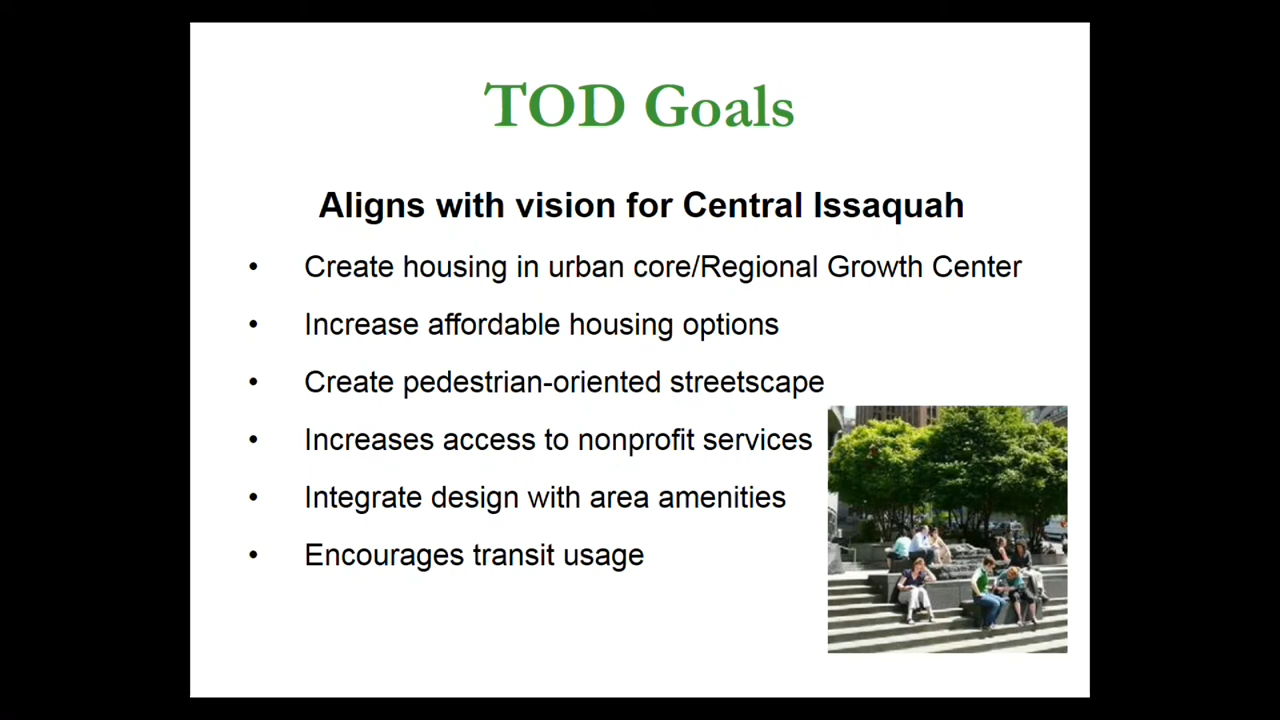 TOD Goals
Aligns with vision for Central Issaquah
• Create housing in urban core/Regional Growth Center
• Increase affordable housing options
• Create pedestrian-oriented streetscape
• Increases access to nonprofit services
• Integrate design with area amenities
• Encourages transit usage